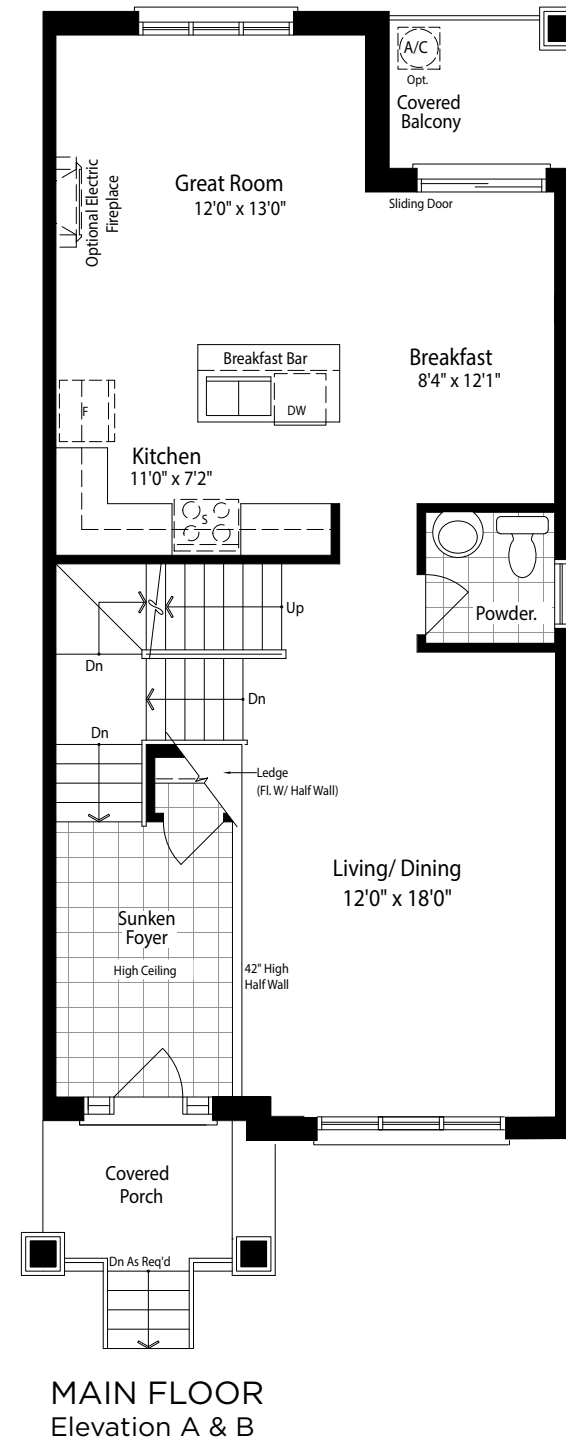 A/C
Opt.
Covered
Balcony
Great Room
12'0" x 13'0"
Optional Electric
Fireplace
Sliding Door
Breakfast Bar
Breakfast
8'4" x 12'1"
F
DW
Kitchen
11'0" x 7'2"
S
Powder.
Up
Dn
Dn
Dn
Ledge
(Fl. W/ Half Wall)
Living/ Dining
12'0" x 18'0"
Sunken
Foyer
High Ceiling
42" High
Half Wall
Covered
Porch
Dn As Req'd
MAIN FLOOR
Elevation A & B